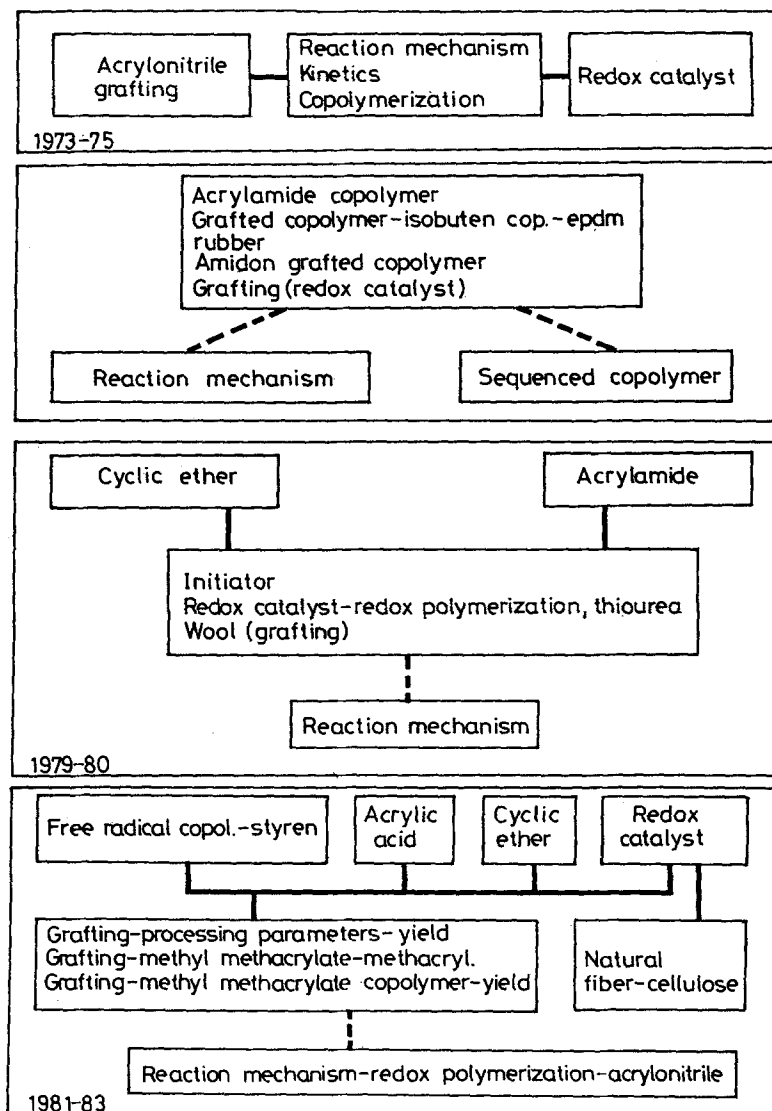 Acrylonitrile
grafting
Reaction mechanism
Kinetics
Copolymerization
Redox catalyst
1973-75
Acrylamide copolymer
Grafted copolymer-isobuten cop.-epdm
rubber
Amidon grafted copolymer
Grafting (redox catalyst)
Reaction mechanism
Sequenced copolymer
Cyclic ether
Acrylamide
Initiator
Redox catalyst-redox polymerization, thiourea
Wool (grafting)
Reaction mechanism
1979-80
Free radical copol.-styren
Acrylic
acid
Cyclic
ether
Redox
catalyst
Grafting-processing parameters-yield
Grafting-methyl methacrylate-methacryl.
Grafting-methyl methacrylate copolymer-yield
Natural
fiber-cellulose
Reaction mechanism-redox polymerization-acrylonitrile
1981-83